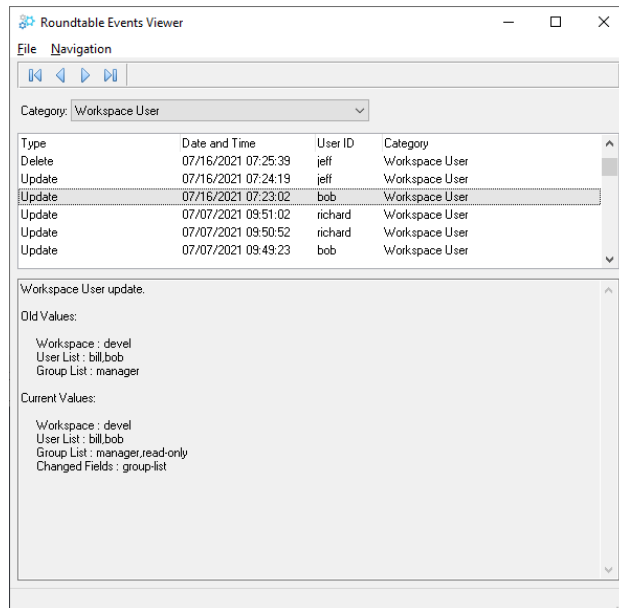 Roundtable Events Viewer
File Navigation
Category: Workspace User
Type Date and Time User ID Category
Delete 07/16/2021 07:25:39 jeff Workspace User
Update 07/16/2021 07:24:19 jeff Workspace User
Update 07/16/2021 07:23:02 bob Workspace User
Update 07/07/2021 09:51:02 richard Workspace User
Update 07/07/2021 09:50:52 richard Workspace User
Update 07/07/2021 09:49:23 bob Workspace User
Workspace User update.
Old Values:
Workspace : devel
User List : bill,bob
Group List : manager
Current Values:
Workspace : devel
User List : bill,bob
Group List : manager,read-only
Changed Fields : group-list